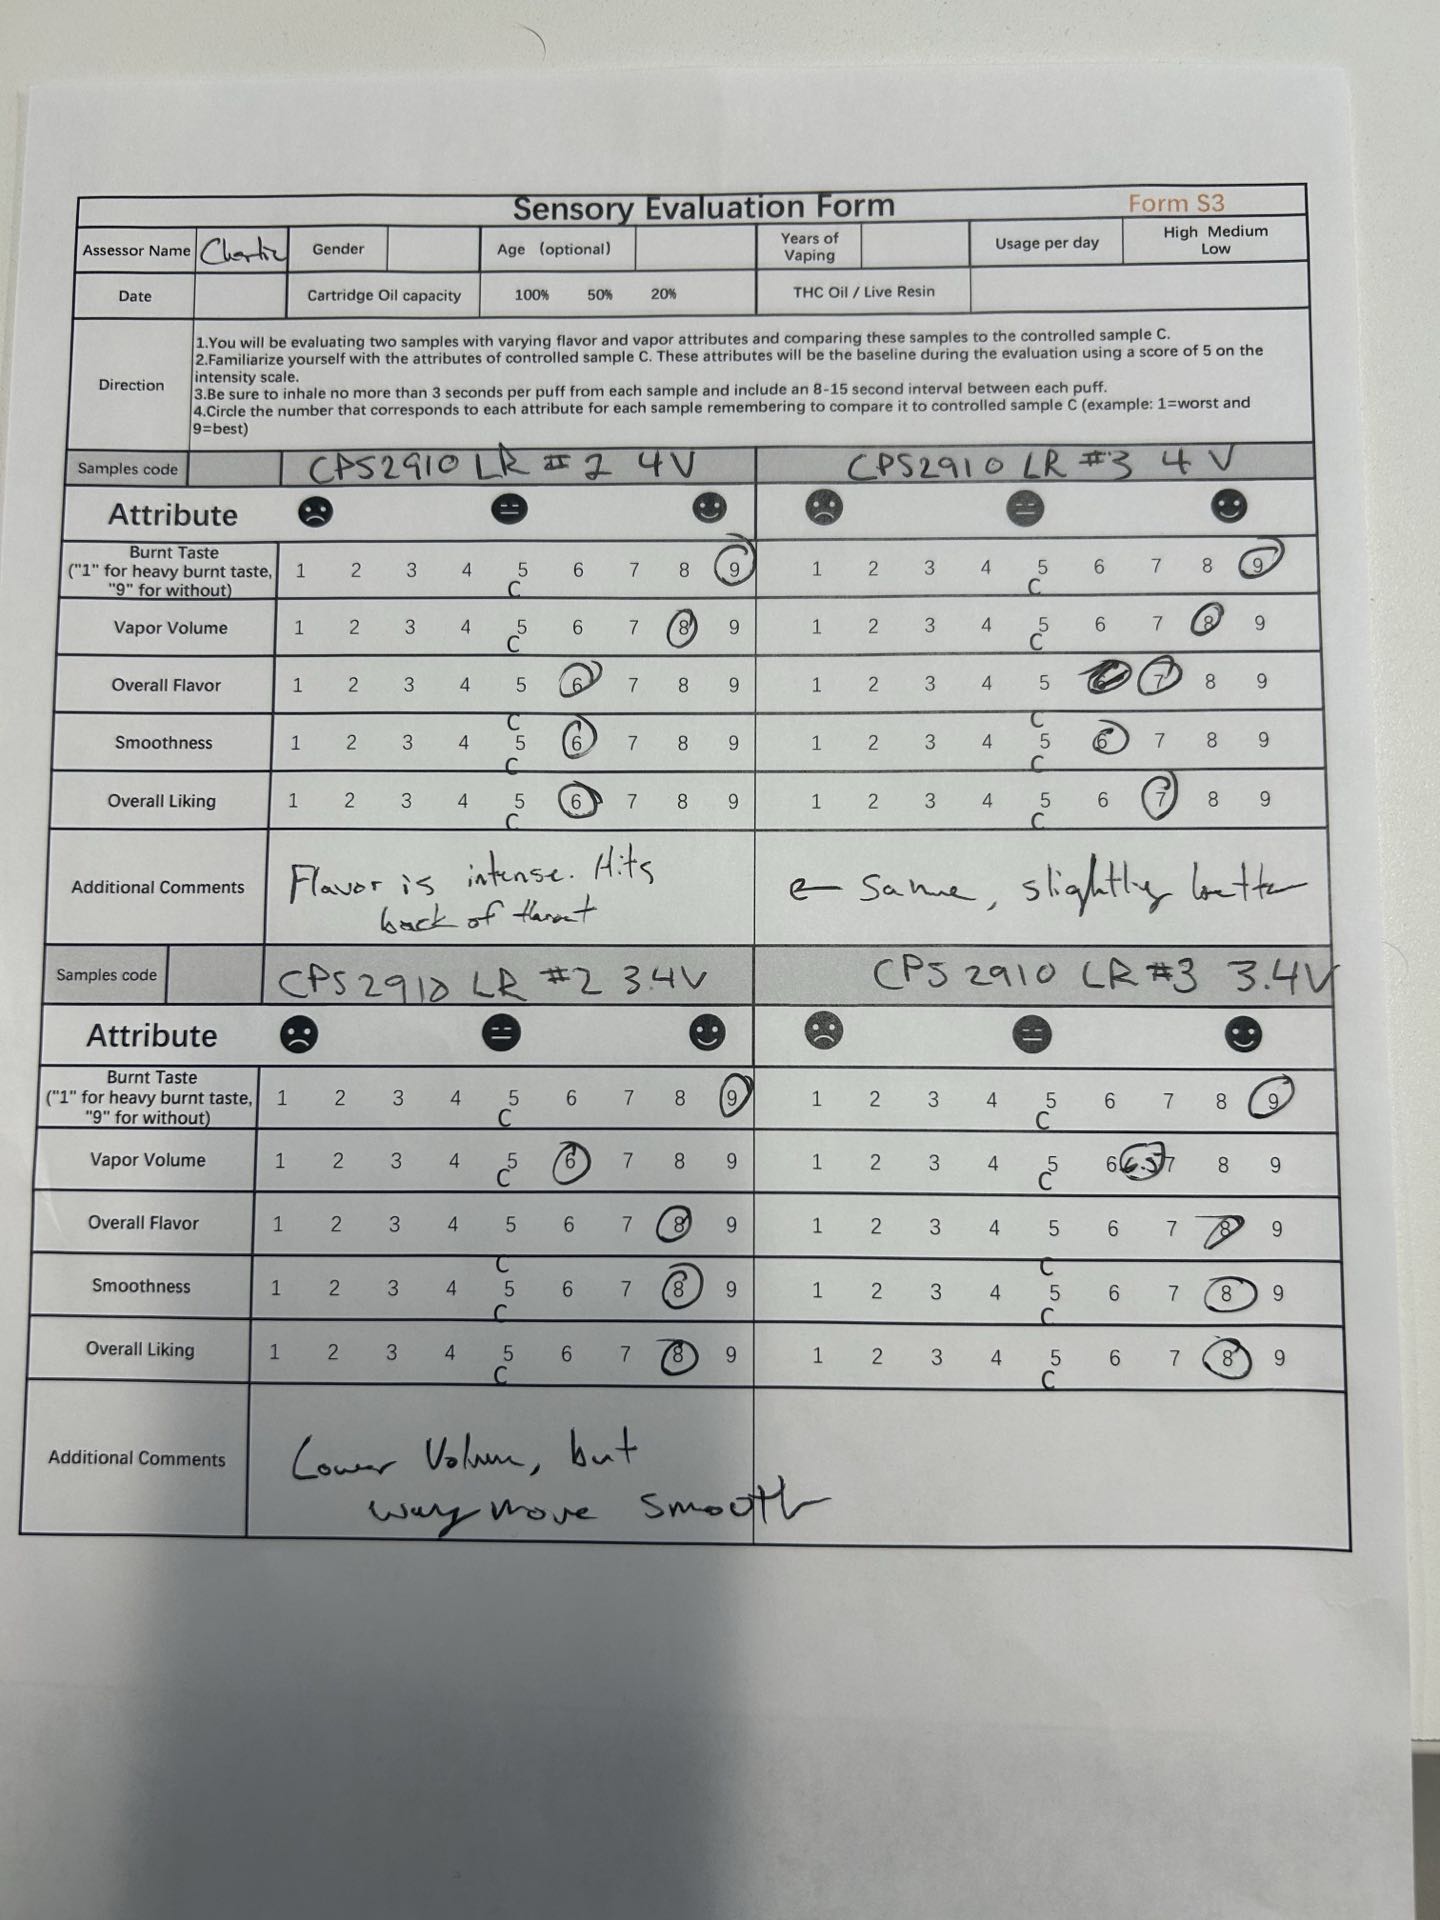 Sensory Evaluation Form Form S3
Assessor Name Charlie Gender Age (optional) Years of Vaping Usage per day High Medium Low
Date Cartridge Oil capacity 100% 50% 20% THC Oil / Live Resin
Direction
1.You will be evaluating two samples with varying flavor and vapor attributes and comparing these samples to the controlled sample C.
2.Familiarize yourself with the attributes of controlled sample C. These attributes will be the baseline during the evaluation using a score of 5 on the
intensity scale.
3.Be sure to inhale no more than 3 seconds per puff from each sample and include an 8-15 second interval between each puff.
4.Circle the number that corresponds to each attribute for each sample remembering to compare it to controlled sample C (example: 1=worst and
9=best)
Samples code CPS2910 LR #2 4V CPS2910 LR #3 4V
Attribute
Burnt Taste
("1" for heavy burnt taste,
"9" for without)
1 2 3 4 5 6 7 8 9 1 2 3 4 5 6 7 8 9
C C
Vapor Volume 1 2 3 4 5 6 7 8 9 1 2 3 4 5 6 7 8 9
C C
Overall Flavor 1 2 3 4 5 6 7 8 9 1 2 3 4 5 6 7 8 9
C C
Smoothness 1 2 3 4 5 6 7 8 9 1 2 3 4 5 6 7 8 9
C C
Overall Liking 1 2 3 4 5 6 7 8 9 1 2 3 4 5 6 7 8 9
C C
Additional Comments
Flavor is intense. Hits
back of throat
← Same, slightly better
Samples code CPS2910 LR #2 3.4V CPS2910 LR #3 3.4V
Attribute
Burnt Taste
("1" for heavy burnt taste,
"9" for without)
1 2 3 4 5 6 7 8 9 1 2 3 4 5 6 7 8 9
C C
Vapor Volume 1 2 3 4 5 6 7 8 9 1 2 3 4 5 6 6.5 7 8 9
C C
Overall Flavor 1 2 3 4 5 6 7 8 9 1 2 3 4 5 6 7 8 9
C C
Smoothness 1 2 3 4 5 6 7 8 9 1 2 3 4 5 6 7 8 9
C C
Overall Liking 1 2 3 4 5 6 7 8 9 1 2 3 4 5 6 7 8 9
C C
Additional Comments
Lower Volume, but
way more smooth